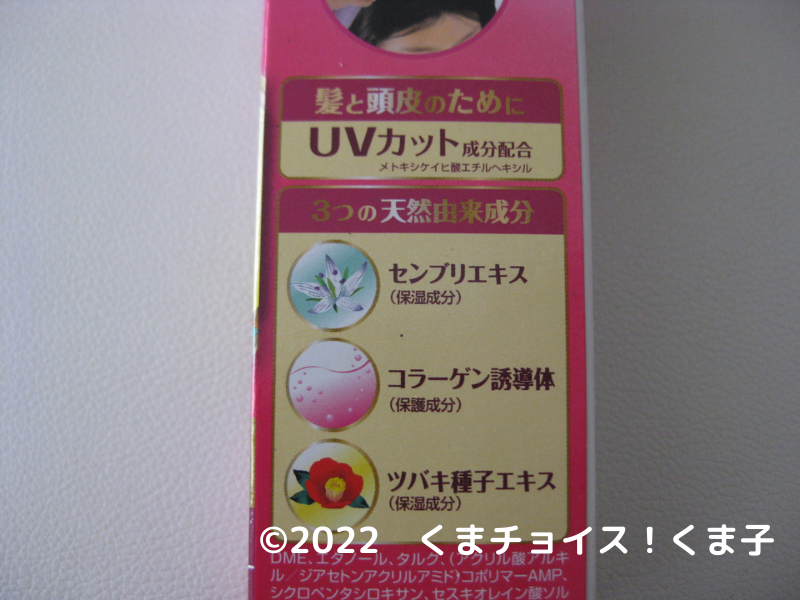 髪と頭皮のために
UVカット成分配合
メトキシケイヒ酸エチルヘキシル
3つの天然由来成分
センブリエキス
(保湿成分)
コラーゲン誘導体
(保護成分)
ツバキ種子エキス
(保湿成分)
©2022 くまチョイス!くま子
DME、エタノール、タルク、(アクリル酸アルキ
ル/ジアセトンアクリルアミド)コポリマーAMP、
シクロペンタシロキサン、セスキオレイン酸ソル